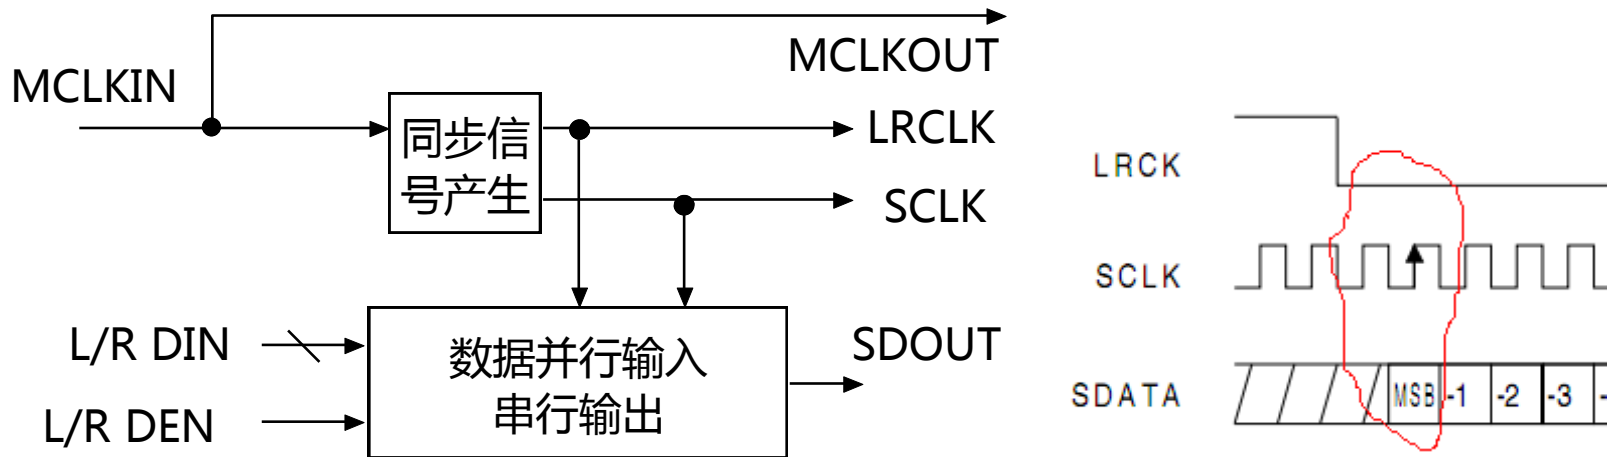 MCLKOUT
MCLKIN
同步信
号产生
LRCLK
SCLK
L/R DIN
L/R DEN
数据并行输入
串行输出
SDOUT
LRCK
SCLK
SDATA
MSB -1 -2 -3 -